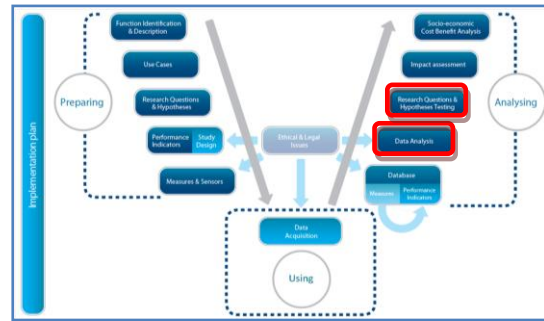 Implementation plan
Preparing
Function Identification
& Description
Use Cases
Research Questions
& Hypotheses
Performance
Indicators
Study
Design
Measures & Sensors
Ethical & Legal
Issues
Data
Acquisition
Using
Socio-economic
Cost Benefit Analysis
Impact assessment
Research Questions &
Hypotheses Testing
Data Analysis
Database
Measures
Performance
Indicators
Analysing